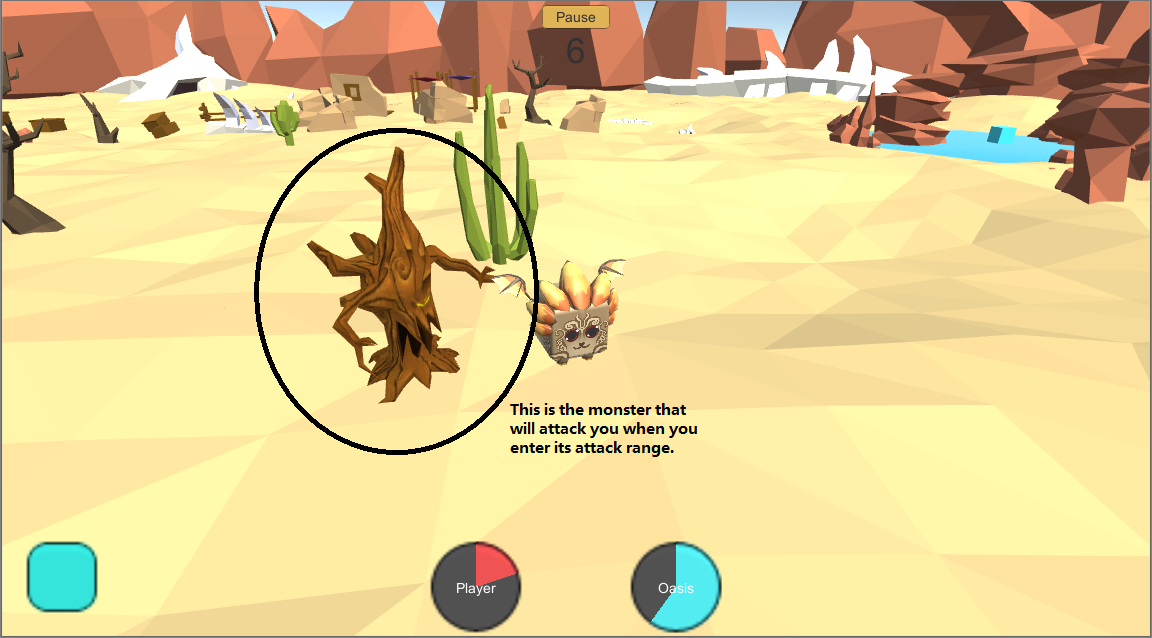 Pause
6
This is the monster that
will attack you when you
enter its attack range.
Player
Oasis